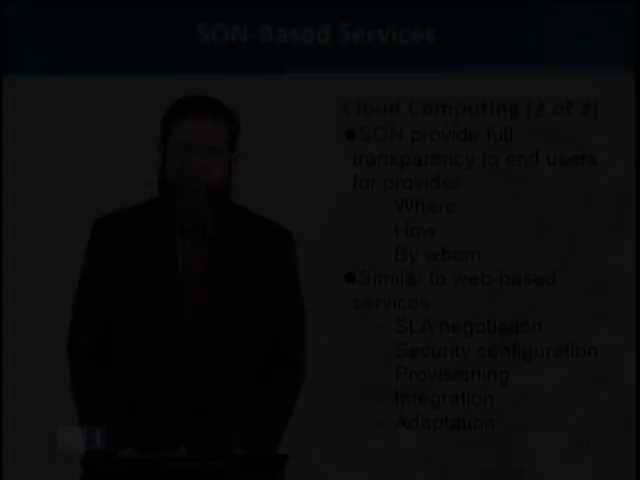 SON-Based Services
Cloud Computing (2 of 2)
●SON provide full
transparency to end users
for provider
Where
How
By whom
●Similar to web-based
services
SLA negotiation
Security configuration
Provisioning
Integration
Adaptation